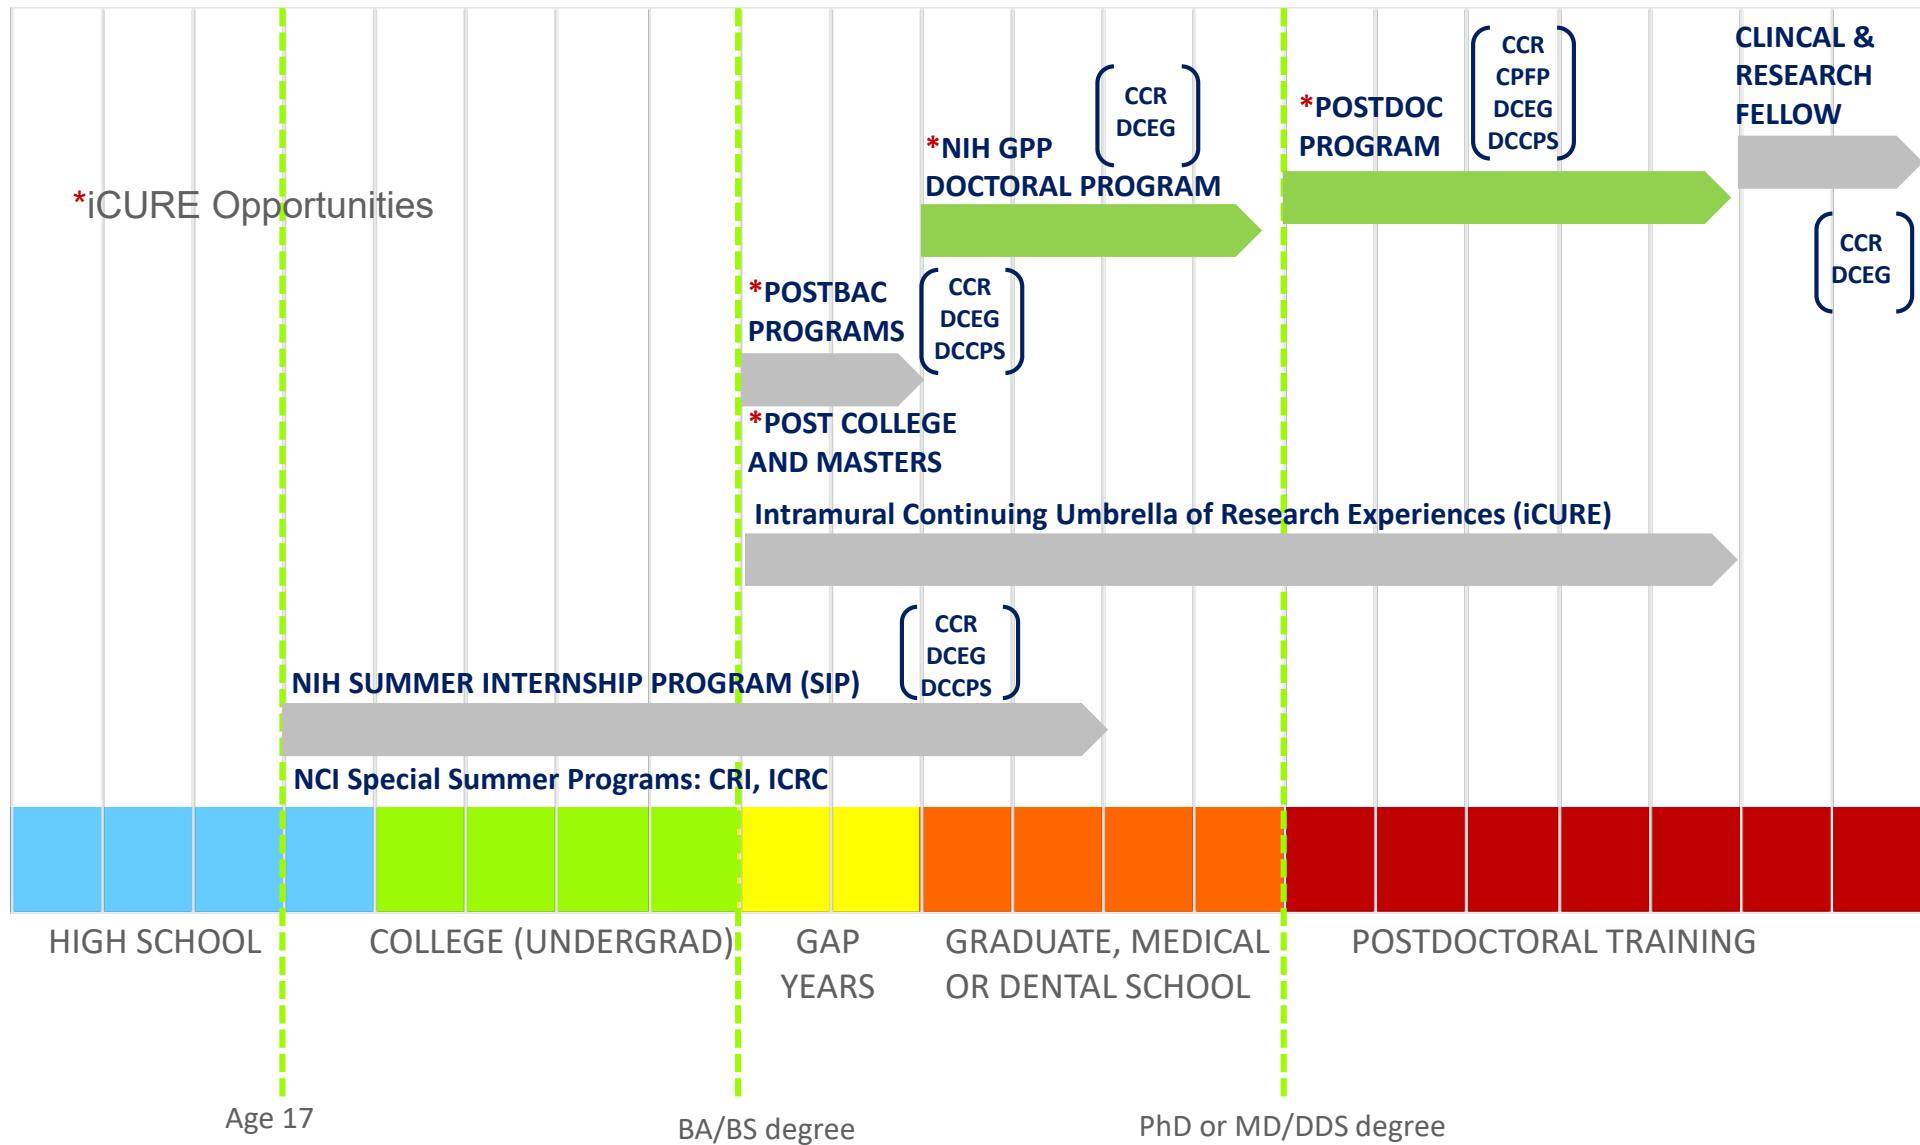 CLINCAL &
RESEARCH
FELLOW
CCR
DCEG
*POSTDOC
PROGRAM
CCR
CPFP
DCEG
DCCPS
*NIH GPP
DOCTORAL PROGRAM
CCR
DCEG
*iCURE Opportunities
*POSTBAC
PROGRAMS
CCR
DCEG
DCCPS
*POST COLLEGE
AND MASTERS
Intramural Continuing Umbrella of Research Experiences (iCURE)
NIH SUMMER INTERNSHIP PROGRAM (SIP)
CCR
DCEG
DCCPS
NCI Special Summer Programs: CRI, ICRC
HIGH SCHOOL
COLLEGE (UNDERGRAD)
GAP
YEARS
GRADUATE, MEDICAL
OR DENTAL SCHOOL
POSTDOCTORAL TRAINING
Age 17
BA/BS degree
PhD or MD/DDS degree